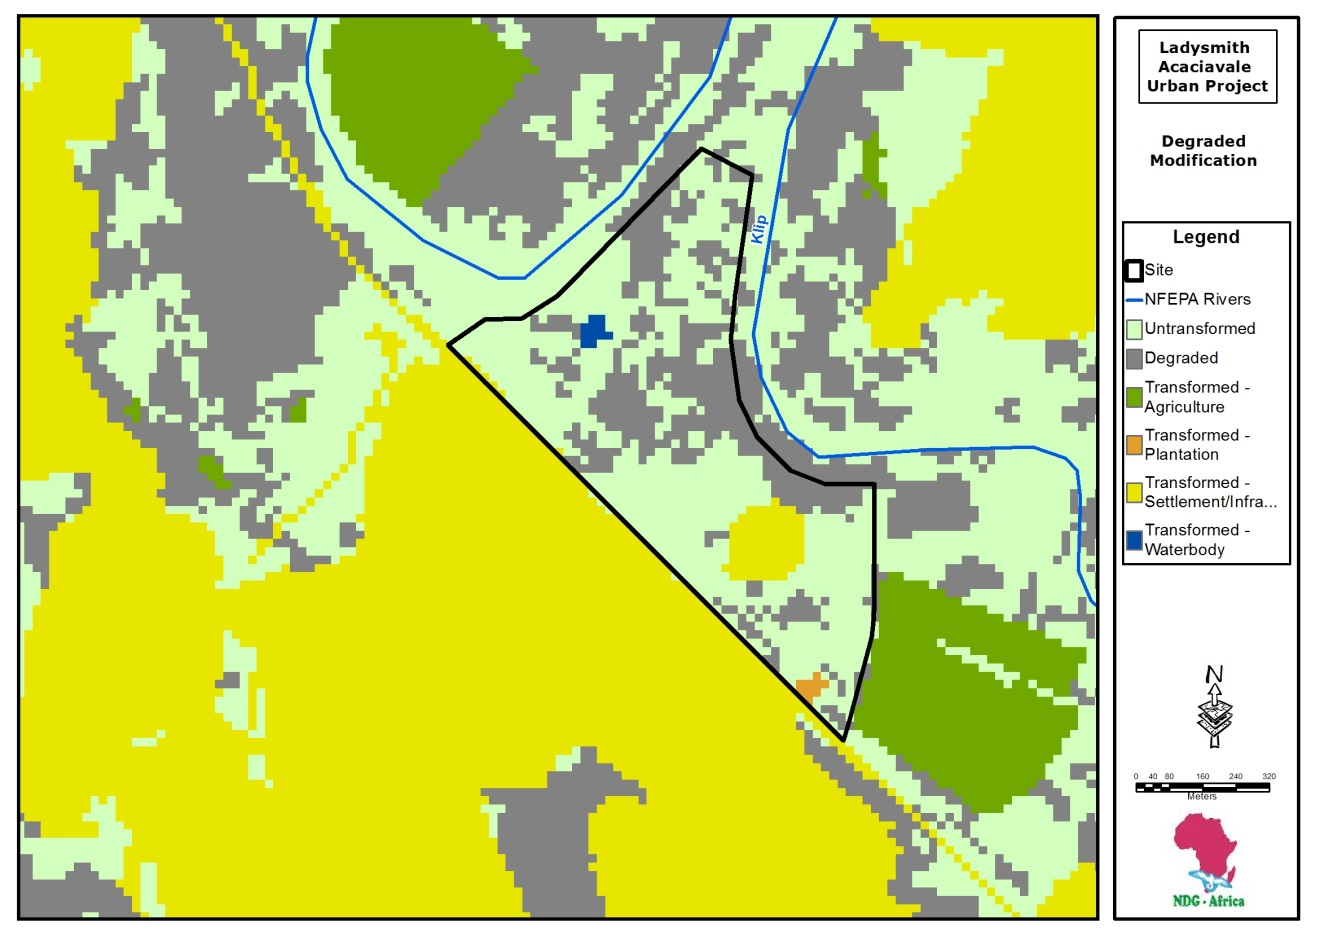 Ladysmith
Acaciavale
Urban Project
Degraded
Modification
Klip
Legend
Site
NFEPA Rivers
Untransformed
Degraded
Transformed -
Agriculture
Transformed -
Plantation
Transformed -
Settlement/Infra...
Transformed -
Waterbody
N
0 40 80 160 240 320
Meters
NDG - Africa